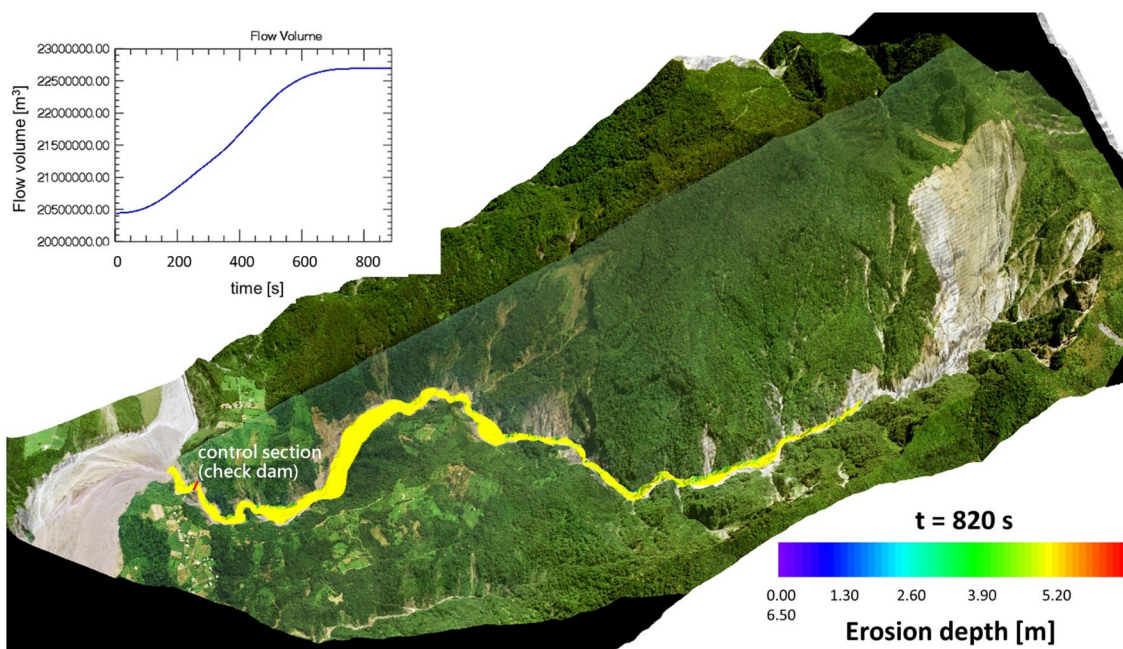 Flow Volume
23000000.00
22500000.00
22000000.00
21500000.00
21000000.00
20500000.00
20000000.00
Flow volume [m³]
0 200 400 600 800
time [s]
control section
(check dam)
t = 820 s
0.00 1.30 2.60 3.90 5.20
6.50
Erosion depth [m]